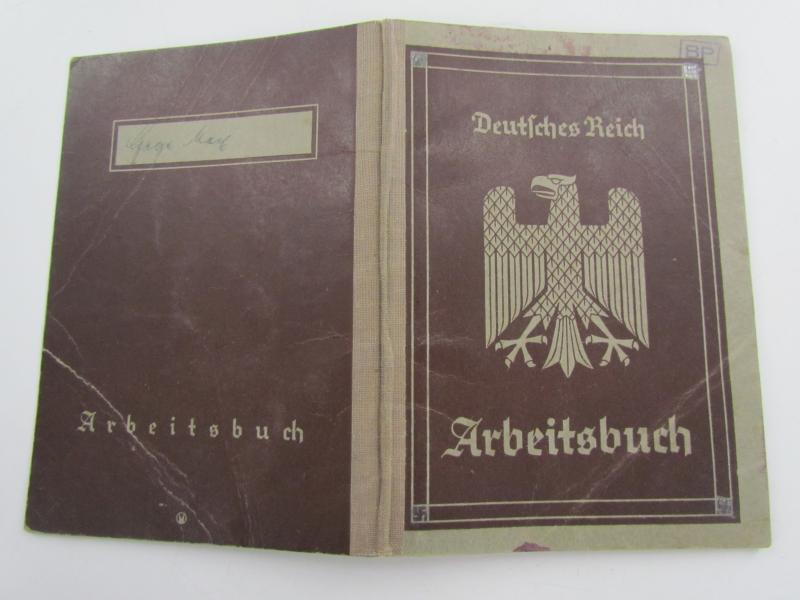 Arbeitsbuch
BP
Deutsches Reich
Arbeitsbuch